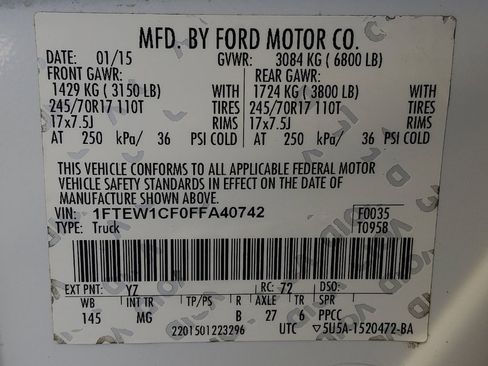 MFD. BY FORD MOTOR CO.
DATE: 01/15 GVWR: 3084 KG ( 6800 LB)
FRONT GAWR: REAR GAWR:
1429 KG ( 3150 LB) WITH 1724 KG ( 3800 LB) WITH
245/70R17 110T TIRES 245/70R17 110T TIRES
17x7.5J RIMS 17x7.5J RIMS
AT 250 kPa/ 36 PSI COLD AT 250 kPa/ 36 PSI COLD
THIS VEHICLE CONFORMS TO ALL APPLICABLE FEDERAL MOTOR
VEHICLE SAFETY STANDARDS IN EFFECT ON THE DATE OF
MANUFACTURE SHOWN ABOVE.
VIN: 1FTEW1CF0FFA40742 F0035
TYPE: Truck T0958
EXT PNT: YZ RC: 72 DSO:
WB INT TR TP/PS R AXLE TR SPR
145 MG B 27 6 PPCC
2201501223296 UTC ▽5U5A-1520472-BA